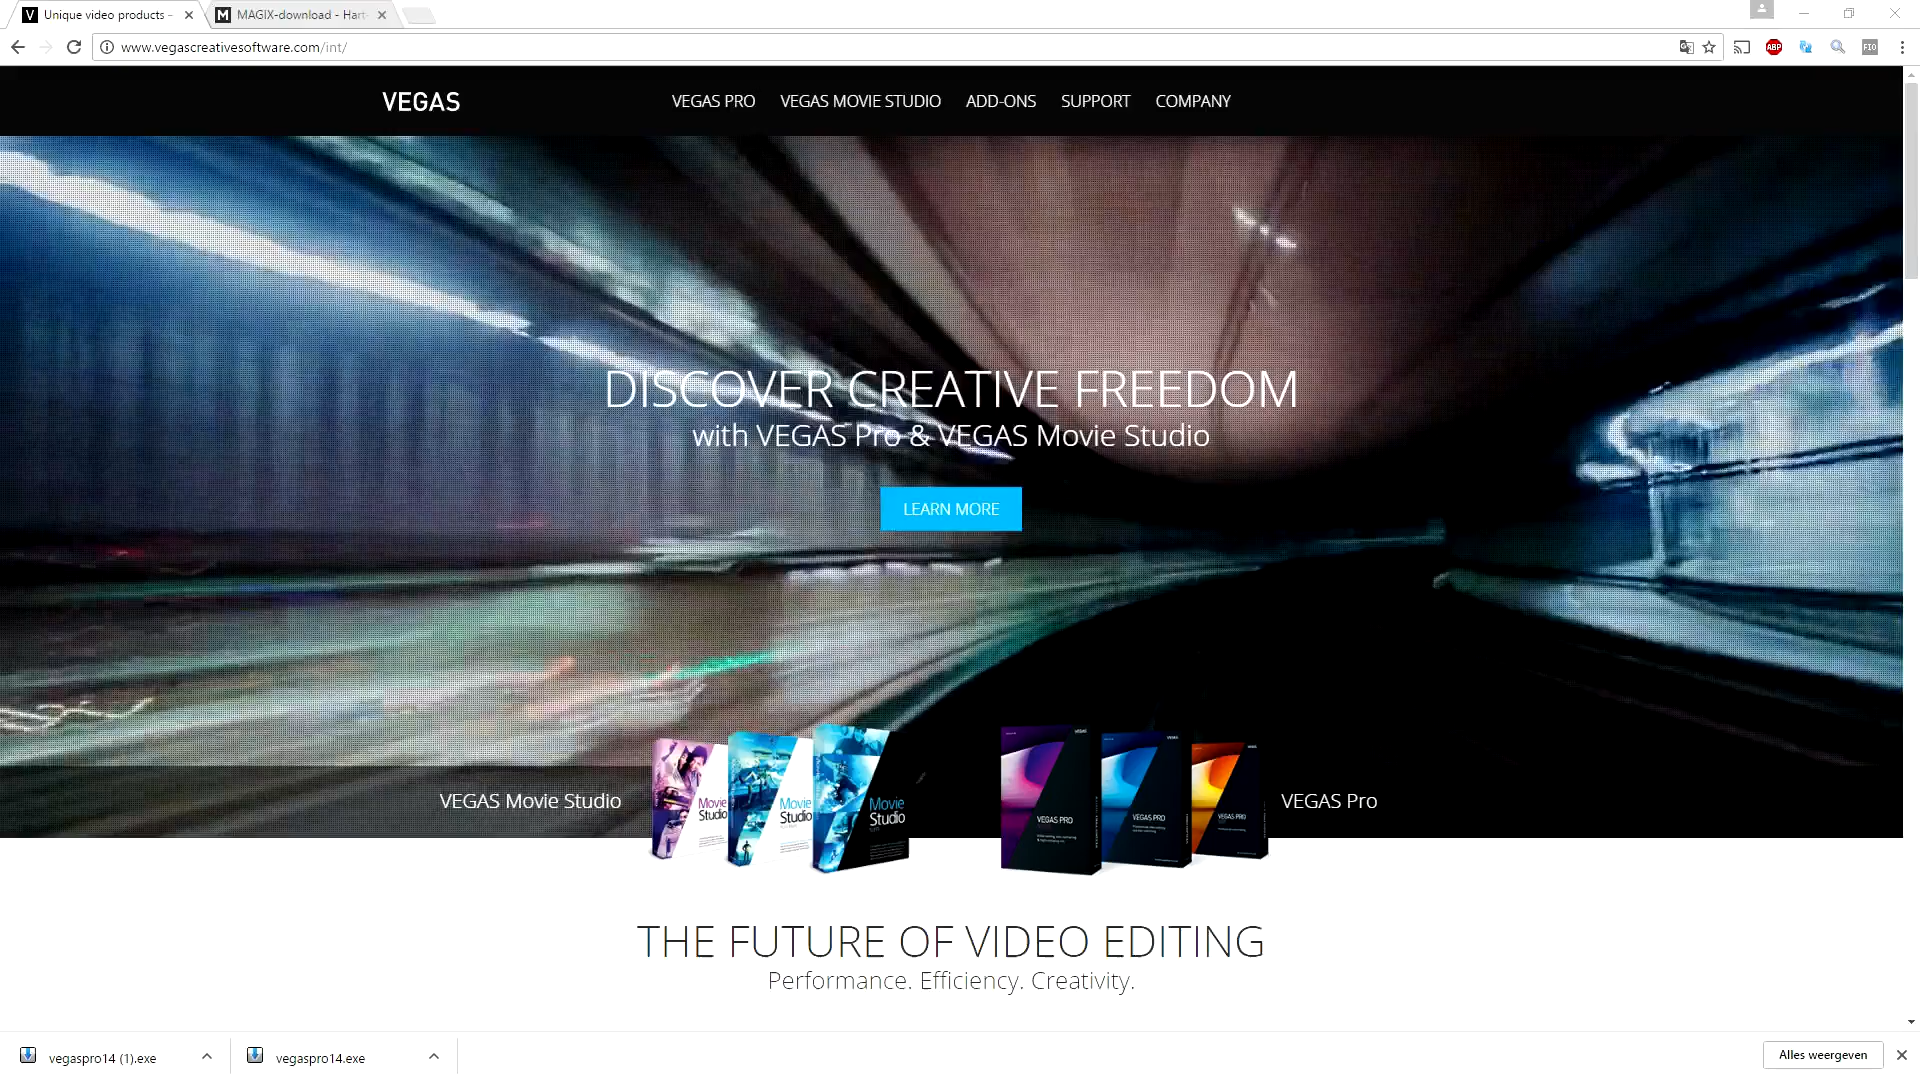 Unique video products -
MAGIX-download - Hart
www.vegascreativesoftware.com/int/
ABP
FIO
VEGAS
VEGAS PRO
VEGAS MOVIE STUDIO
ADD-ONS
SUPPORT
COMPANY
DISCOVER CREATIVE FREEDOM
with VEGAS Pro & VEGAS Movie Studio
LEARN MORE
VEGAS Movie Studio
Movie
Studio
Movie
Studio
Movie
Studio
VEGAS PRO
VEGAS PRO
VEGAS PRO
VEGAS Pro
THE FUTURE OF VIDEO EDITING
Performance. Efficiency. Creativity.
vegaspro14 (1).exe
vegaspro14.exe
Alles weergeven